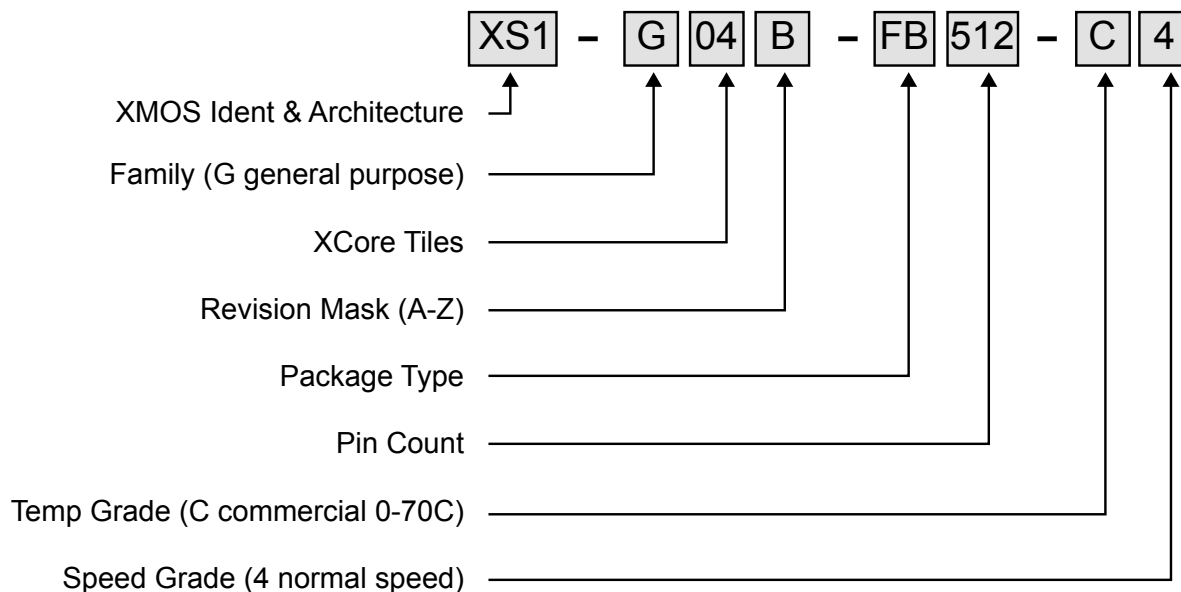 XS1 – G 04 B – FB 512 – C 4
XMOS Ident & Architecture
Family (G general purpose)
XCore Tiles
Revision Mask (A-Z)
Package Type
Pin Count
Temp Grade (C commercial 0-70C)
Speed Grade (4 normal speed)